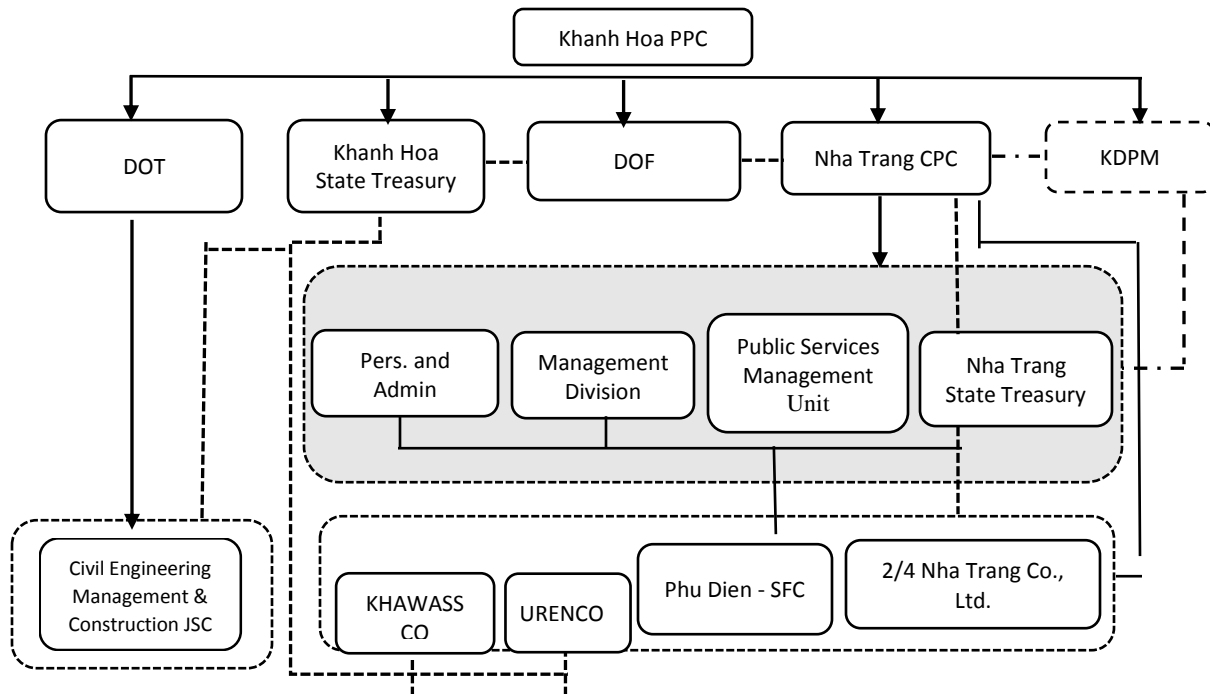 Khanh Hoa PPC
DOT
Khanh Hoa
State Treasury
DOF
Nha Trang CPC
KDPM
Pers. and
Admin
Management
Division
Public Services
Management
Unit
Nha Trang
State Treasury
Civil Engineering
Management &
Construction JSC
KHAWASS
CO
URENCO
Phu Dien - SFC
2/4 Nha Trang Co.,
Ltd.